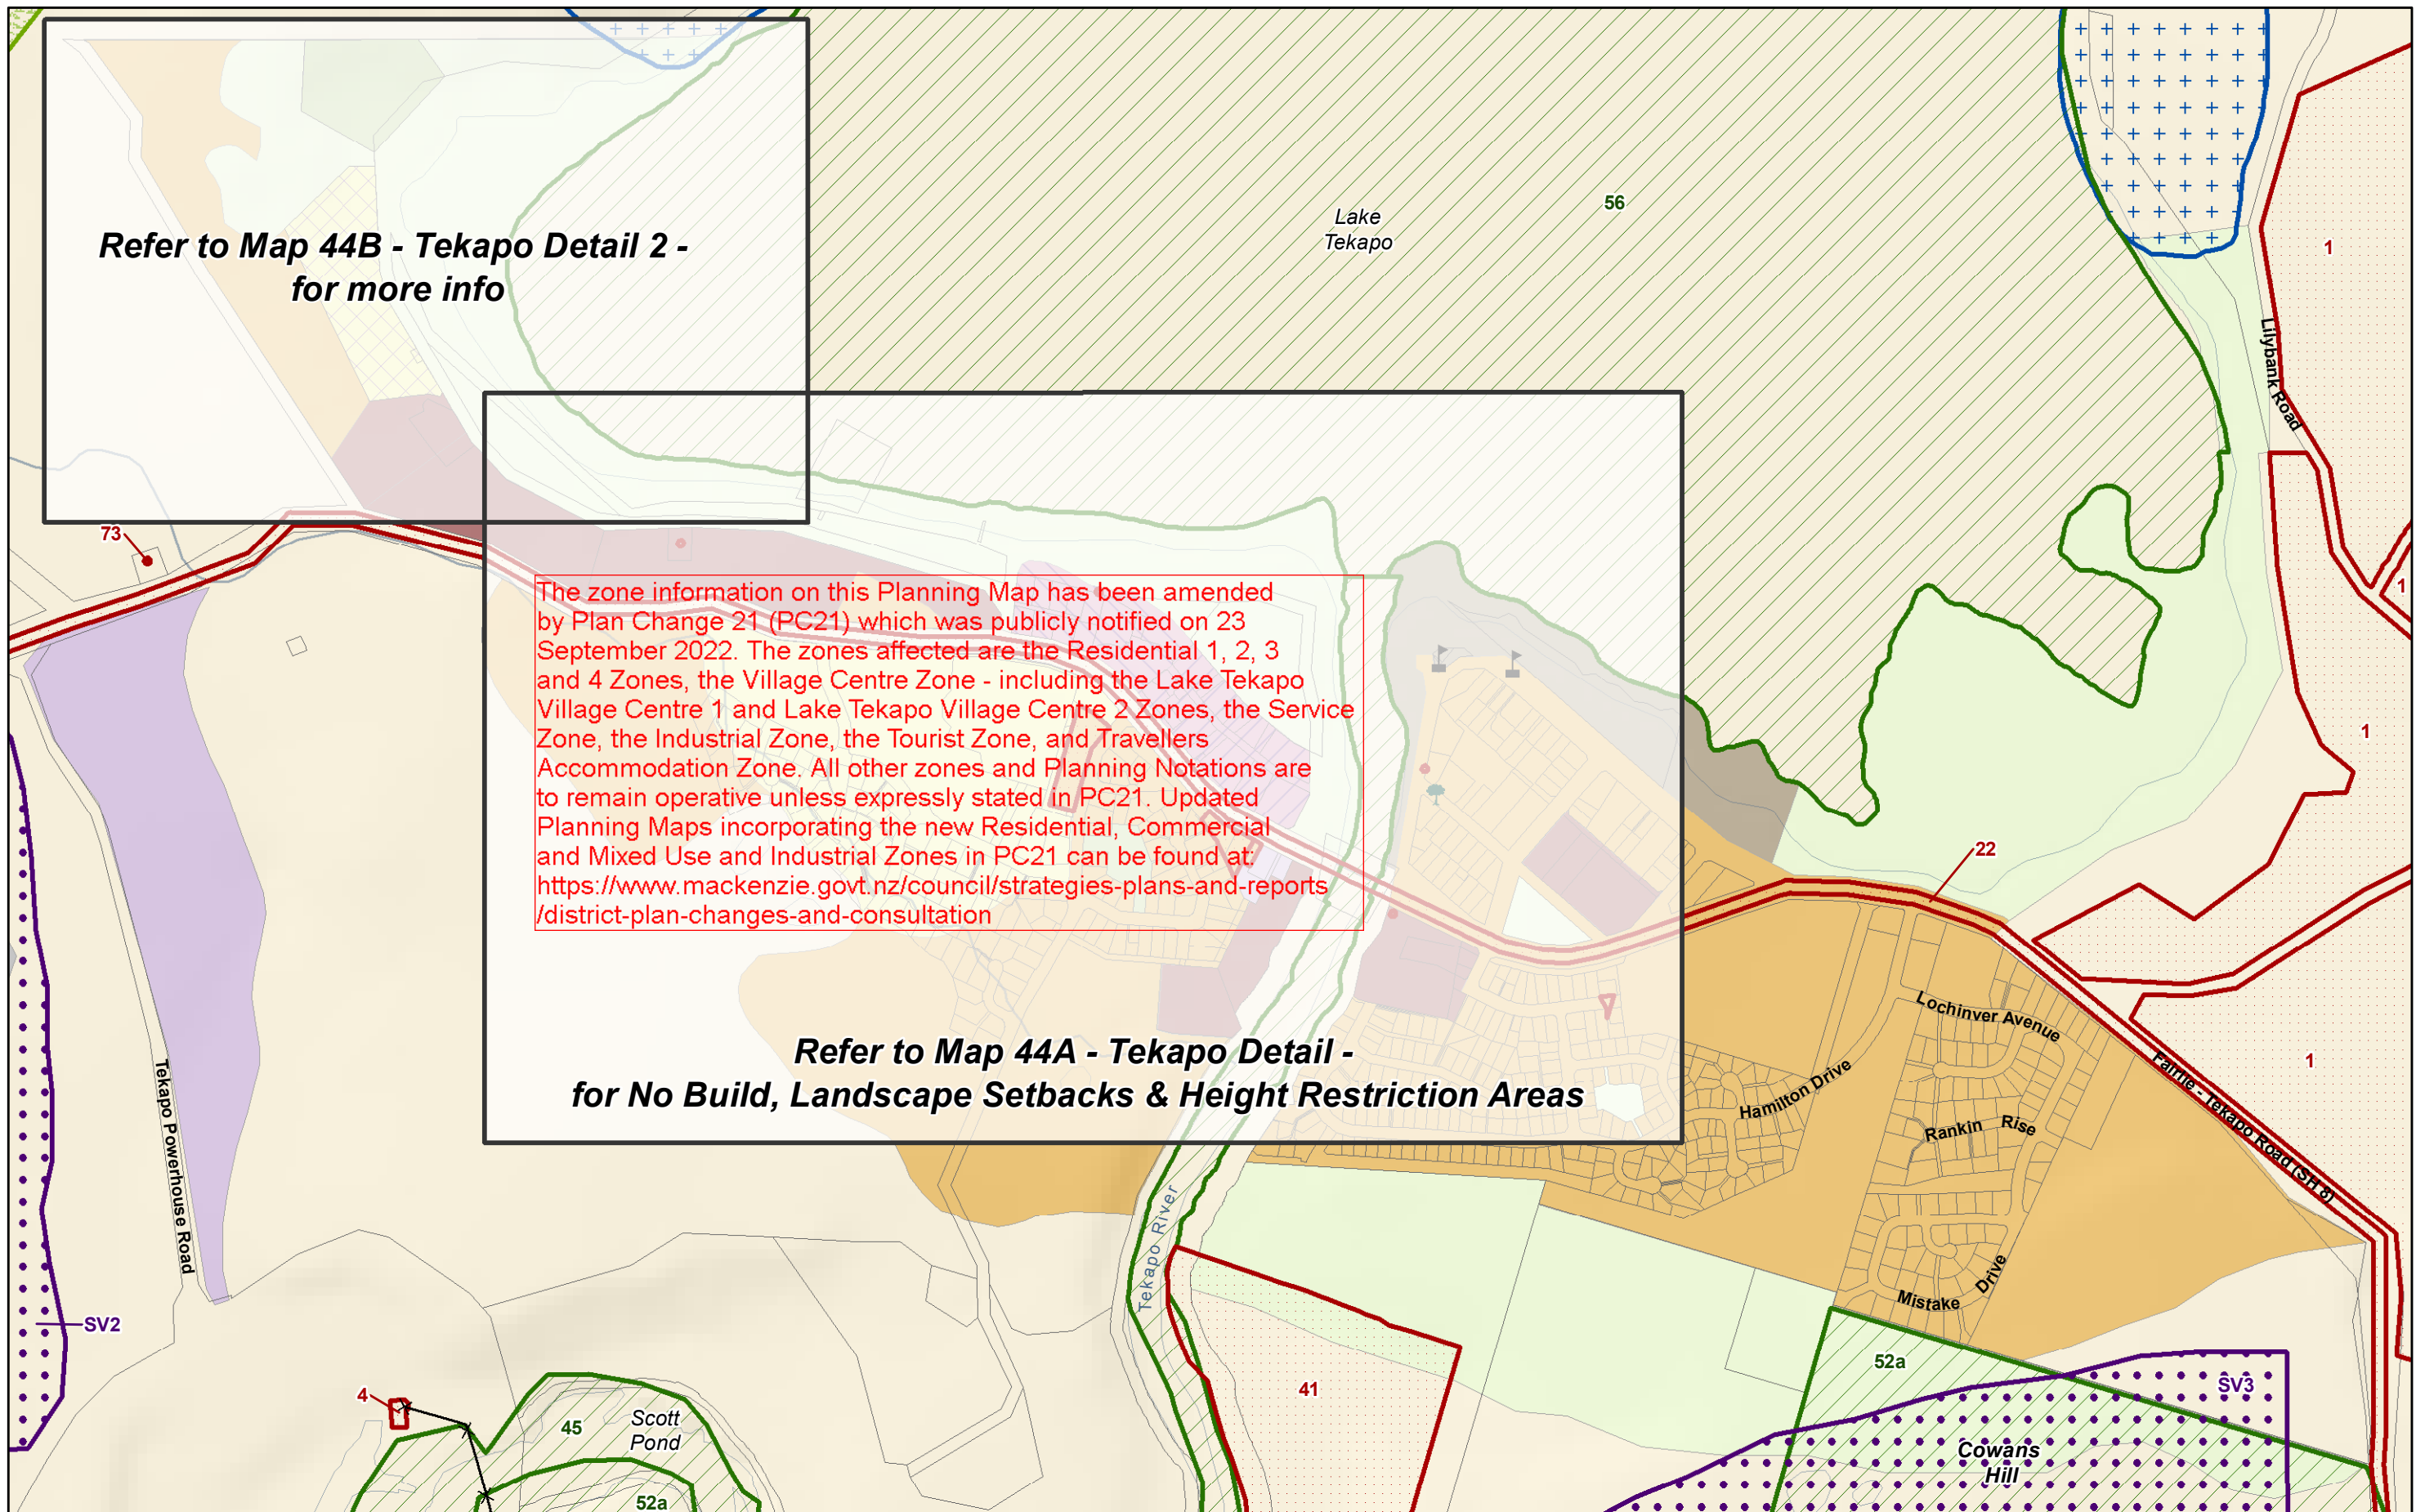 Refer to Map 44B - Tekapo Detail 2 -
for more info
Lake
Tekapo
56
1
Lilybank Road
73
1
The zone information on this Planning Map has been amended
by Plan Change 21 (PC21) which was publicly notified on 23
September 2022. The zones affected are the Residential 1, 2, 3
and 4 Zones, the Village Centre Zone - including the Lake Tekapo
Village Centre 1 and Lake Tekapo Village Centre 2 Zones, the Service
Zone, the Industrial Zone, the Tourist Zone, and Travellers
Accommodation Zone. All other zones and Planning Notations are
to remain operative unless expressly stated in PC21. Updated
Planning Maps incorporating the new Residential, Commercial
and Mixed Use and Industrial Zones in PC21 can be found at:
https://www.mackenzie.govt.nz/council/strategies-plans-and-reports
/district-plan-changes-and-consultation
1
22
Refer to Map 44A - Tekapo Detail -
for No Build, Landscape Setbacks & Height Restriction Areas
Lochinver Avenue
Hamilton Drive
Rankin Rise
Fairlie - Tekapo Road (SH 8)
1
Tekapo Powerhouse Road
Tekapo River
Mistake Drive
SV2
52a
SV3
41
4
45
Scott
Pond
Cowans
Hill
52a